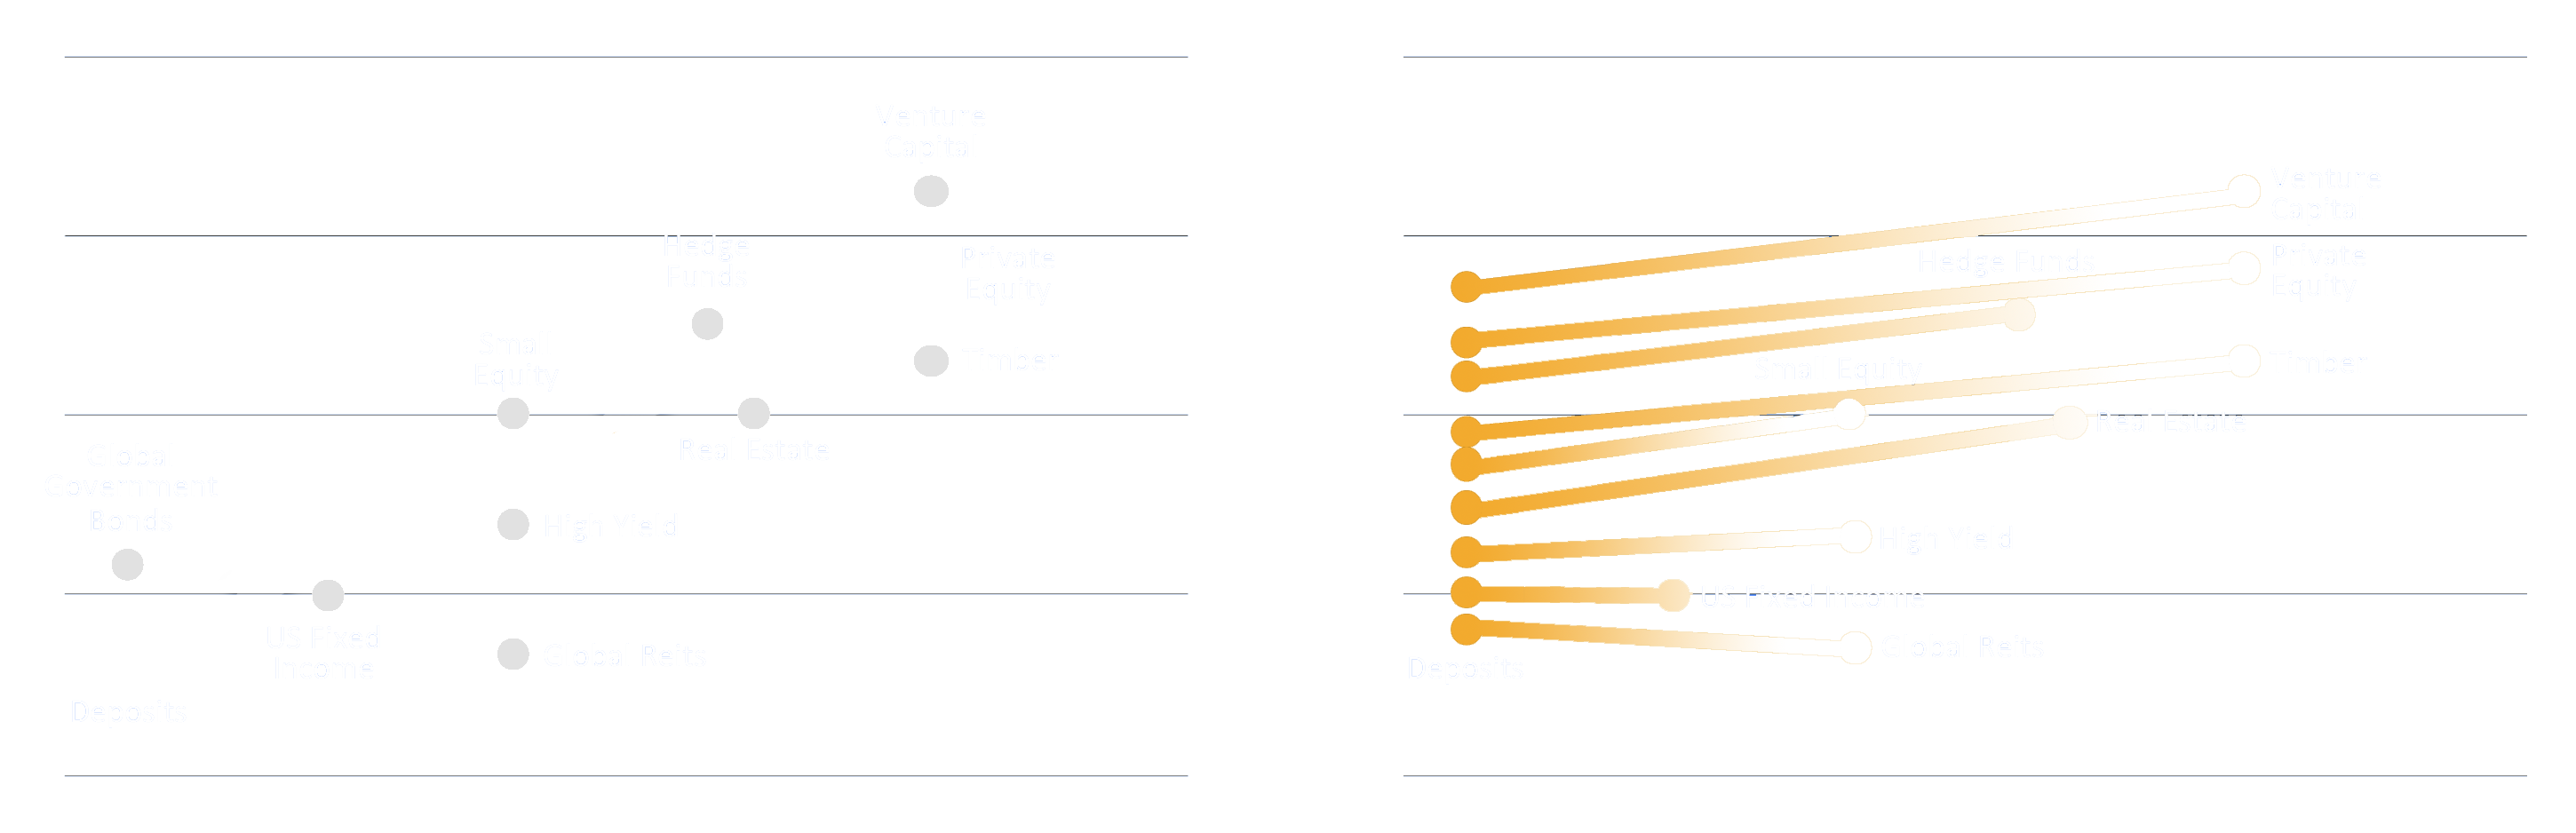 Venture
Capital
Hedge
Funds
Private
Equity
Small
Equity
Timber
Real Estate
Global
Government
Bonds
High Yield
US Fixed
Income
Global Reits
Deposits
Venture
Capital
Hedge Funds
Private
Equity
Small Equity
Timber
Real Estate
High Yield
US Fixed Income
Global Reits
Deposits